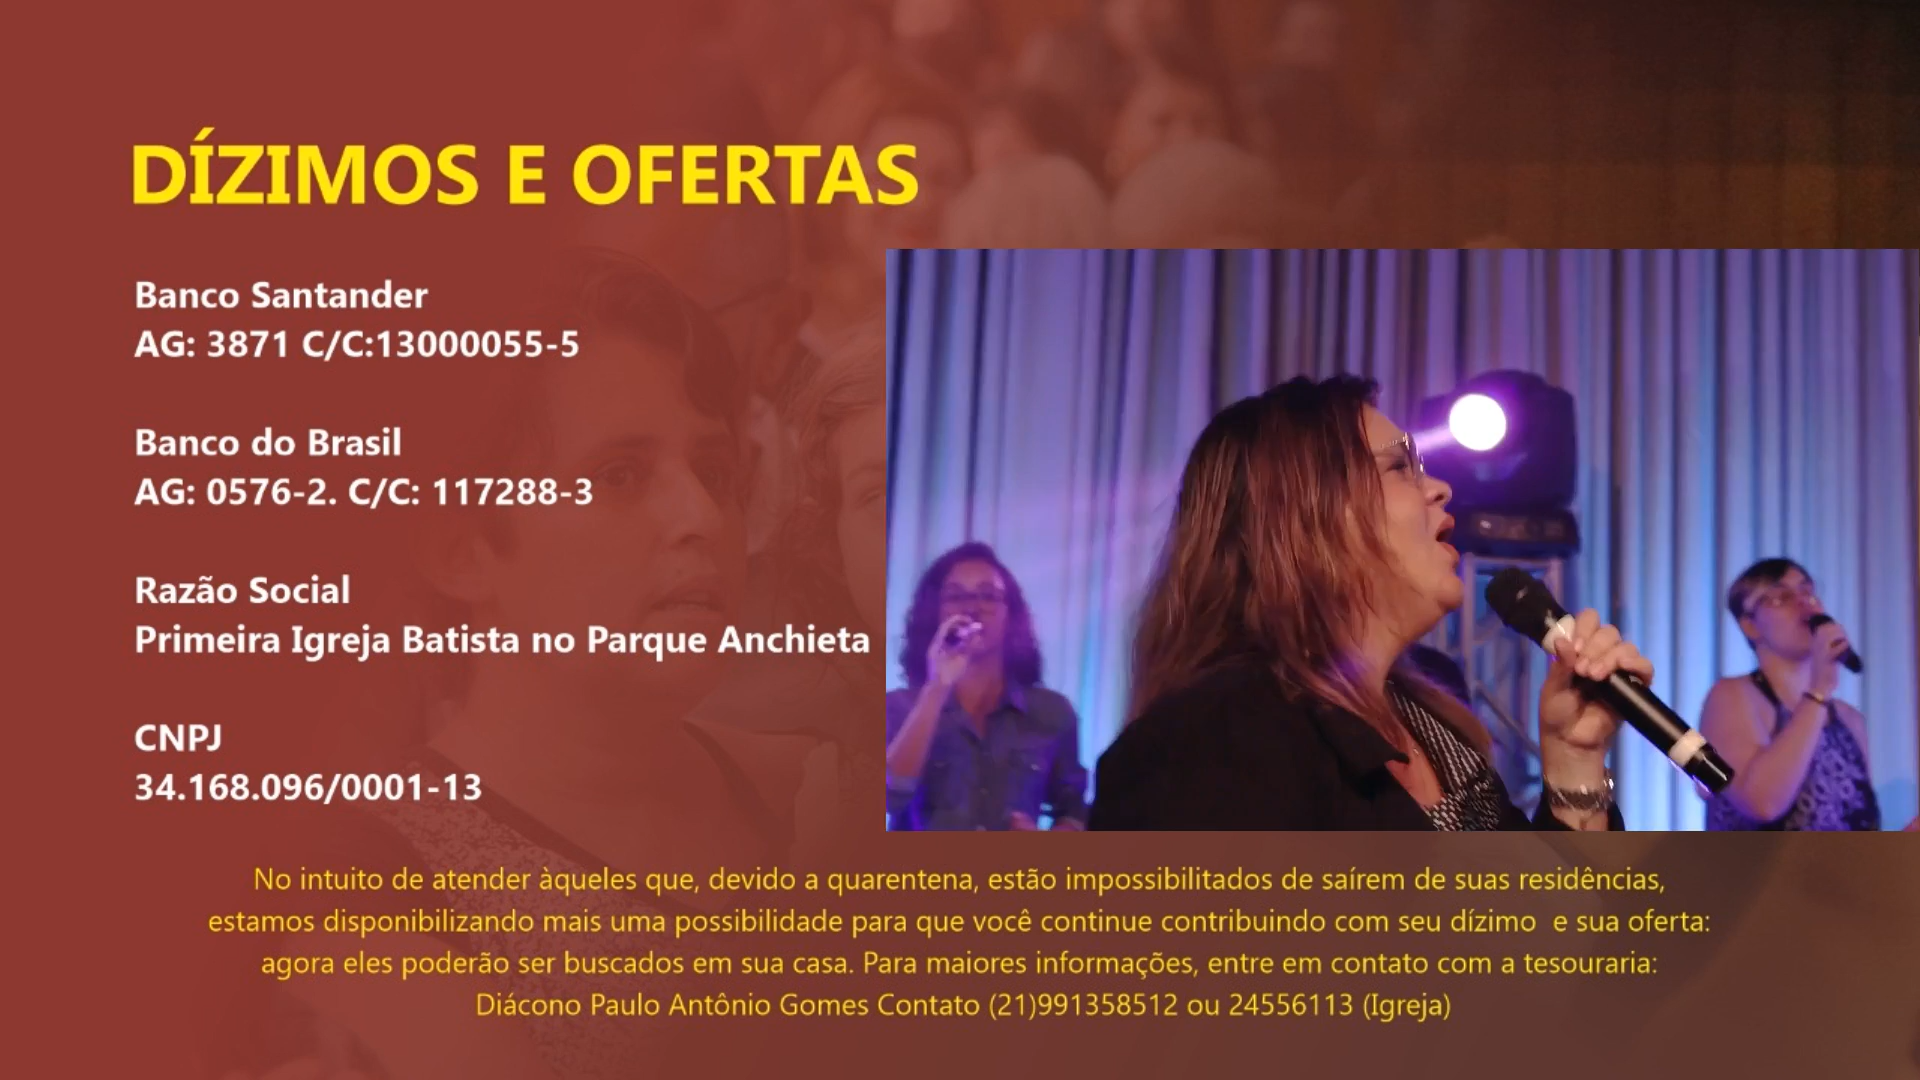 DÍZIMOS E OFERTAS
Banco Santander
AG: 3871 C/C:13000055-5
Banco do Brasil
AG: 0576-2. C/C: 117288-3
Razão Social
Primeira Igreja Batista no Parque Anchieta
CNPJ
34.168.096/0001-13
No intuito de atender àqueles que, devido a quarentena, estão impossibilitados de saírem de suas residências,
estamos disponibilizando mais uma possibilidade para que você continue contribuindo com seu dízimo  e sua oferta:
agora eles poderão ser buscados em sua casa. Para maiores informações, entre em contato com a tesouraria:
Diácono Paulo Antônio Gomes Contato (21)991358512 ou 24556113 (Igreja)